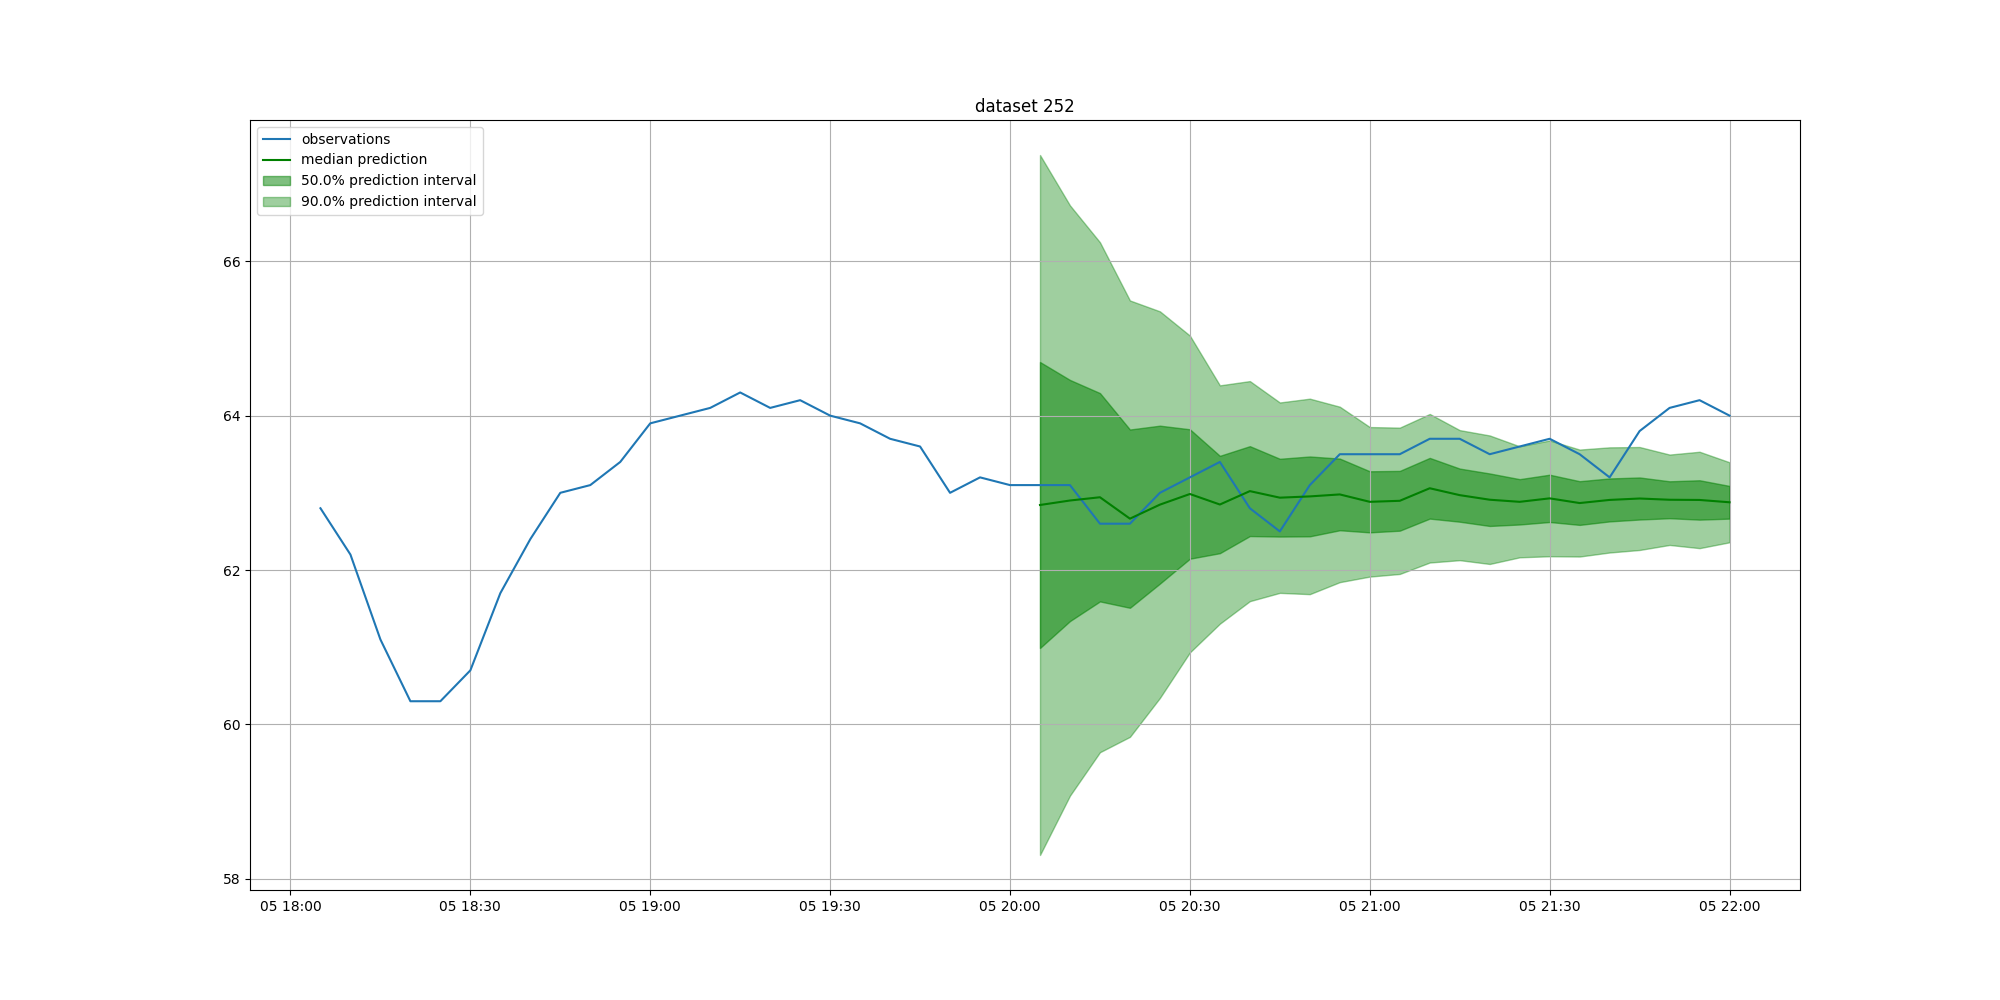 dataset 252
observations
median prediction
50.0% prediction interval
90.0% prediction interval
66
64
62
60
58
05 18:00 05 18:30 05 19:00 05 19:30 05 20:00 05 20:30 05 21:00 05 21:30 05 22:00